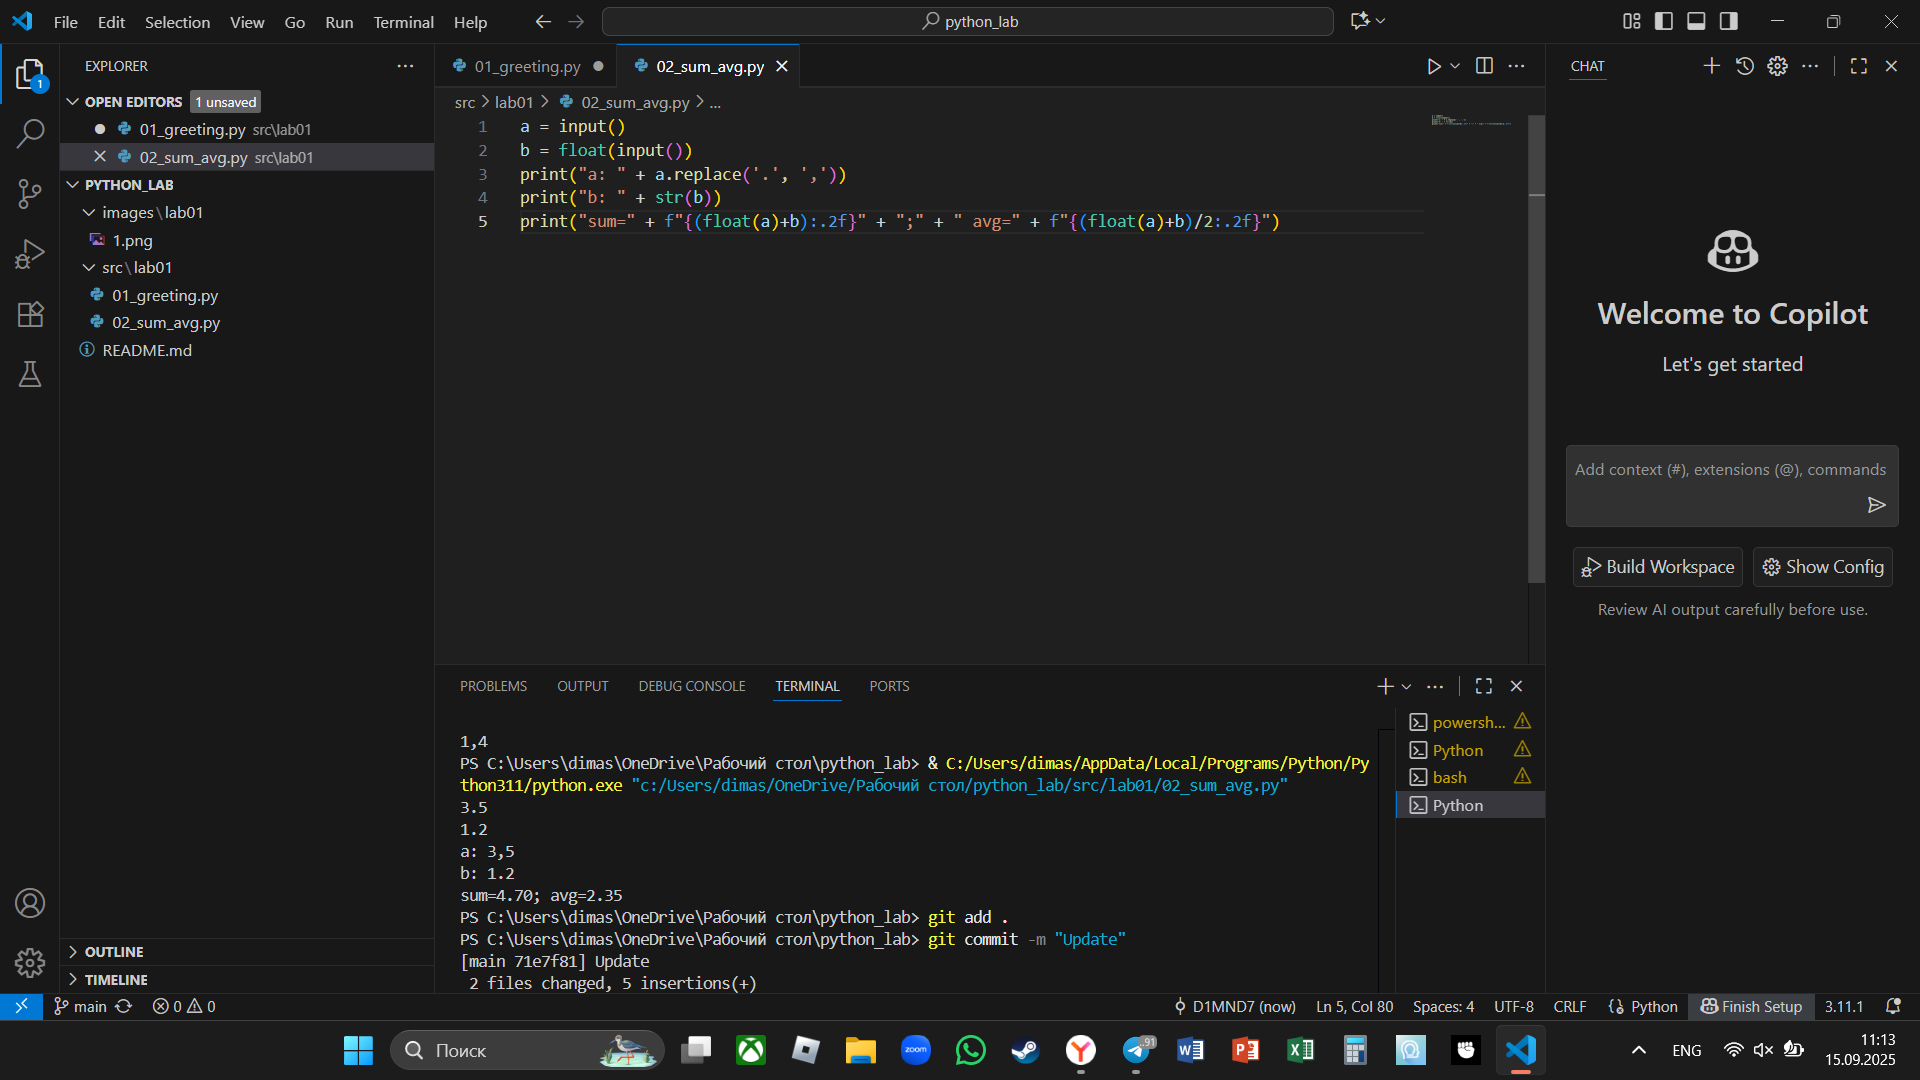 File Edit Selection View Go Run Terminal Help
python_lab
EXPLORER
OPEN EDITORS 1 unsaved
01_greeting.py src\lab01
02_sum_avg.py src\lab01
PYTHON_LAB
images\lab01
1.png
src\lab01
01_greeting.py
02_sum_avg.py
README.md
OUTLINE
TIMELINE
01_greeting.py
02_sum_avg.py
src > lab01 > 02_sum_avg.py > ...
1 a = input()
2 b = float(input())
3 print("a: " + a.replace('.', ','))
4 print("b: " + str(b))
5 print("sum=" + f"{(float(a)+b):.2f}" + ";" + " avg=" + f"{(float(a)+b)/2:.2f}")
PROBLEMS OUTPUT DEBUG CONSOLE TERMINAL PORTS
1,4
PS C:\Users\dimas\OneDrive\Рабочий стол\python_lab> & C:/Users/dimas/AppData/Local/Programs/Python/Py
thon311/python.exe "c:/Users/dimas/OneDrive/Рабочий стол/python_lab/src/lab01/02_sum_avg.py"
3.5
1.2
a: 3,5
b: 1.2
sum=4.70; avg=2.35
PS C:\Users\dimas\OneDrive\Рабочий стол\python_lab> git add .
PS C:\Users\dimas\OneDrive\Рабочий стол\python_lab> git commit -m "Update"
[main 71e7f81] Update
2 files changed, 5 insertions(+)
powersh...
Python
bash
Python
CHAT
Welcome to Copilot
Let's get started
Add context (#), extensions (@), commands
Build Workspace
Show Config
Review AI output carefully before use.
1
main 0 0
D1MND7 (now) Ln 5, Col 80 Spaces: 4 UTF-8 CRLF Python Finish Setup 3.11.1
Поиск
zoom
91
ENG
11:13
15.09.2025